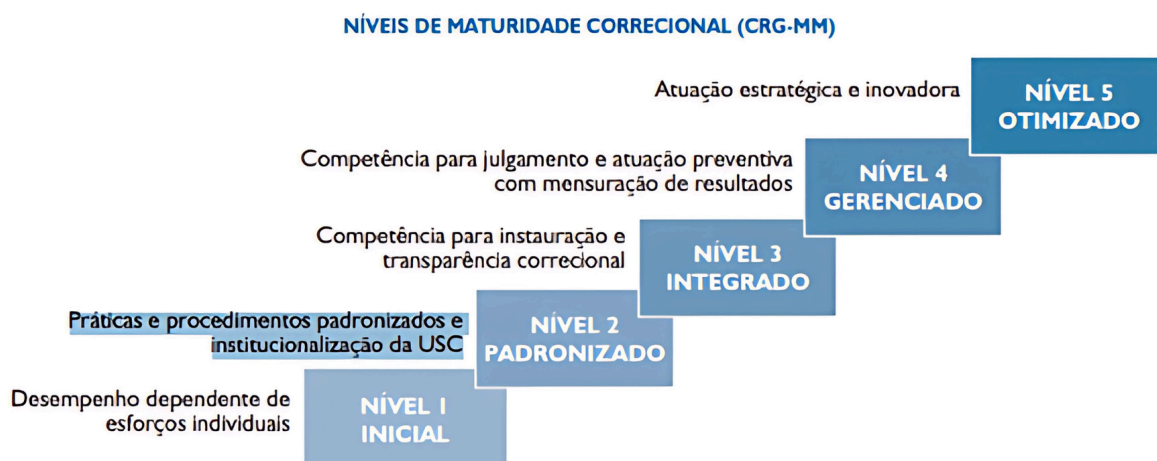 NÍVEIS DE MATURIDADE CORRECIONAL (CRG-MM)
Atuação estratégica e inovadora
NÍVEL 5
OTIMIZADO
Competência para julgamento e atuação preventiva
com mensuração de resultados
NÍVEL 4
GERENCIADO
Competência para instauração e
transparência correcional
NÍVEL 3
INTEGRADO
Práticas e procedimentos padronizados e
institucionalização da USC
NÍVEL 2
PADRONIZADO
Desempenho dependente de
esforços individuais
NÍVEL 1
INICIAL